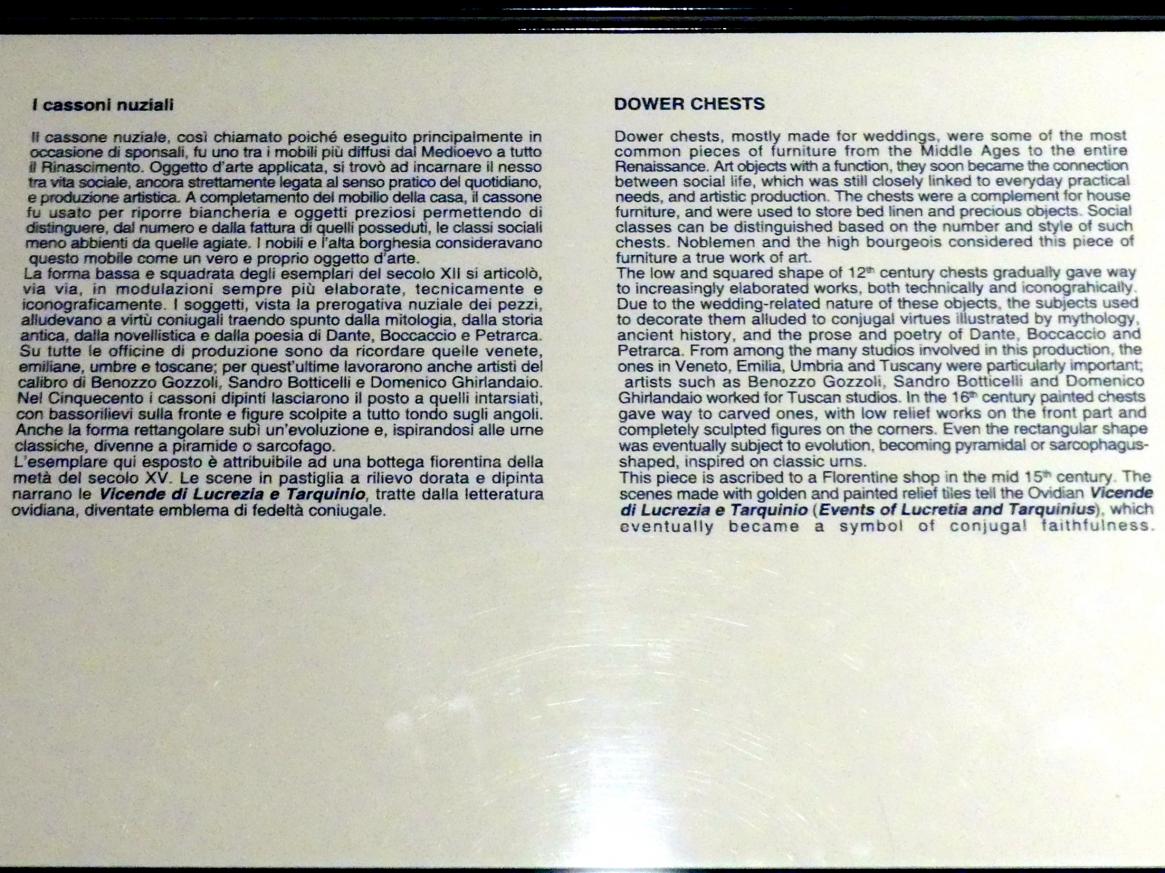 I cassoni nuziali
Il cassone nuziale, così chiamato poiché eseguito principalmente in
occasione di sponsali, fu uno tra i mobili più diffusi dal Medioevo a tutto
il Rinascimento. Oggetto d'arte applicata, si trovò ad incarnare il nesso
tra vita sociale, ancora strettamente legata al senso pratico del quotidiano,
e produzione artistica. A completamento del mobilio della casa, il cassone
fu usato per riporre biancheria e oggetti preziosi permettendo di
distinguere, dal numero e dalla fattura di quelli posseduti, le classi sociali
meno abbienti da quelle agiate. I nobili e l'alta borghesia consideravano
questo mobile come un vero e proprio oggetto d'arte.
La forma bassa e squadrata degli esemplari del secolo XII si articolò,
via via, in modulazioni sempre più elaborate, tecnicamente e
iconograficamente. I soggetti, vista la prerogativa nuziale dei pezzi,
alludevano a virtù coniugali traendo spunto dalla mitologia, dalla storia
antica, dalla novellistica e dalla poesia di Dante, Boccaccio e Petrarca.
Su tutte le officine di produzione sono da ricordare quelle venete,
emiliane, umbre e toscane; per quest'ultime lavorarono anche artisti del
calibro di Benozzo Gozzoli, Sandro Botticelli e Domenico Ghirlandaio.
Nel Cinquecento i cassoni dipinti lasciarono il posto a quelli intarsiati,
con bassorilievi sulla fronte e figure scolpite a tutto tondo sugli angoli.
Anche la forma rettangolare subì un'evoluzione e, ispirandosi alle urne
classiche, divenne a piramide o sarcofago.
L'esemplare qui esposto è attribuibile ad una bottega fiorentina della
metà del secolo XV. Le scene in pastiglia a rilievo dorata e dipinta
narrano le Vicende di Lucrezia e Tarquinio, tratte dalla letteratura
ovidiana, diventate emblema di fedeltà coniugale.
DOWER CHESTS
Dower chests, mostly made for weddings, were some of the most
common pieces of furniture from the Middle Ages to the entire
Renaissance. Art objects with a function, they soon became the connection
between social life, which was still closely linked to everyday practical
needs, and artistic production. The chests were a complement for house
furniture, and were used to store bed linen and precious objects. Social
classes can be distinguished based on the number and style of such
chests. Noblemen and the high bourgeois considered this piece of
furniture a true work of art.
The low and squared shape of 12th century chests gradually gave way
to increasingly elaborated works, both technically and iconograhically.
Due to the wedding-related nature of these objects, the subjects used
to decorate them alluded to conjugal virtues illustrated by mythology,
ancient history, and the prose and poetry of Dante, Boccaccio and
Petrarca. From among the many studios involved in this production, the
ones in Veneto, Emilia, Umbria and Tuscany were particularly important;
artists such as Benozzo Gozzoli, Sandro Botticelli and Domenico
Ghirlandaio worked for Tuscan studios. In the 16th century painted chests
gave way to carved ones, with low relief works on the front part and
completely sculpted figures on the corners. Even the rectangular shape
was eventually subject to evolution, becoming pyramidal or sarcophagus-
shaped, inspired on classic urns.
This piece is ascribed to a Florentine shop in the mid 15th century. The
scenes made with golden and painted relief tiles tell the Ovidian Vicende
di Lucrezia e Tarquinio (Events of Lucretia and Tarquinius), which
eventually became a symbol of conjugal faithfulness.